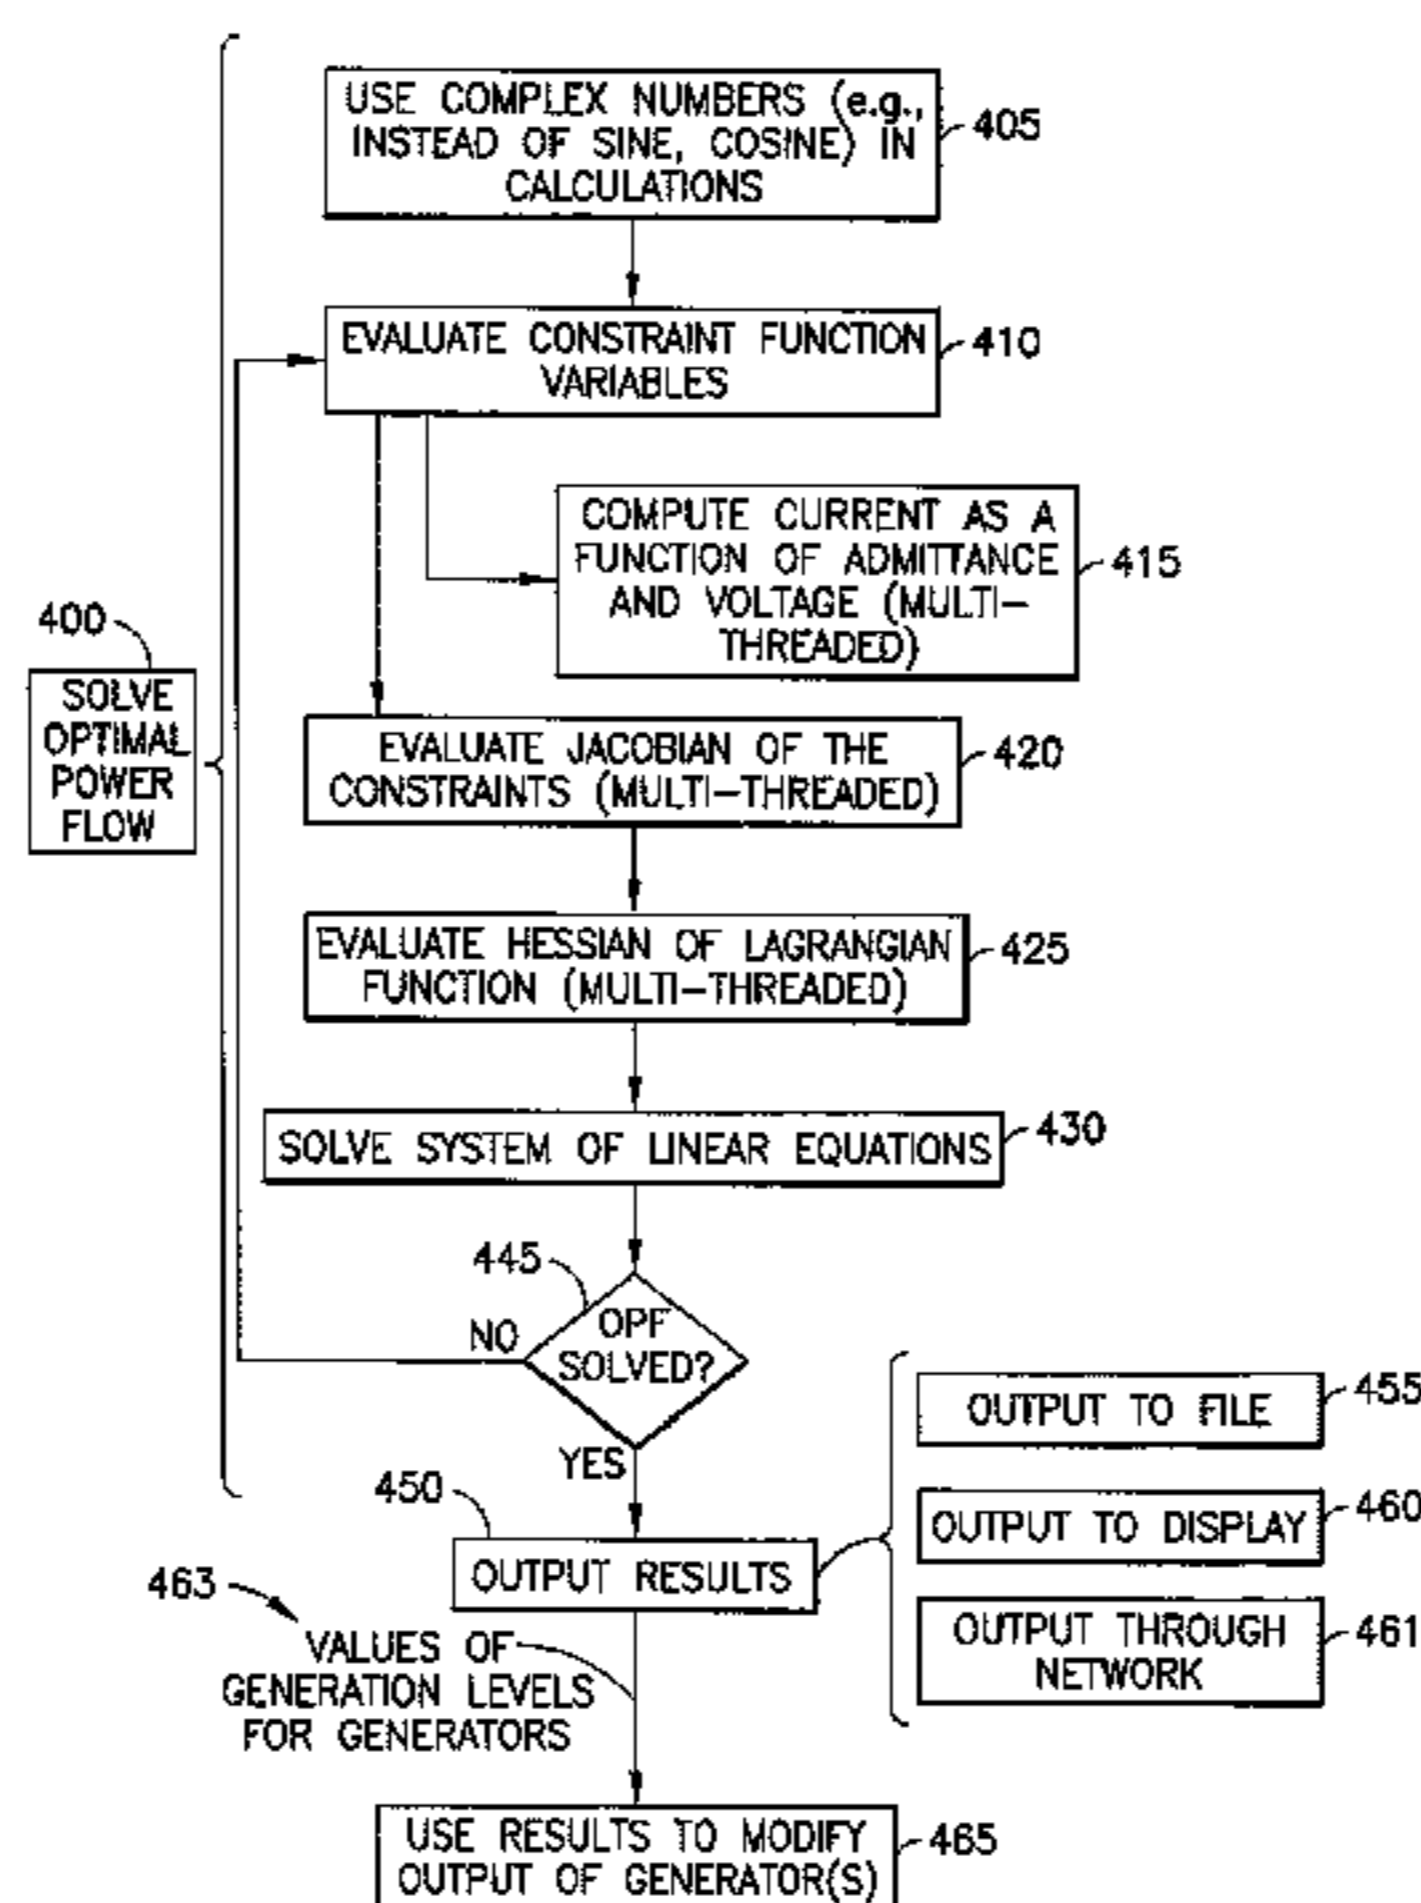 USE COMPLEX NUMBERS (e.g.,
INSTEAD OF SINE, COSINE) IN
CALCULATIONS
405
EVALUATE CONSTRAINT FUNCTION
VARIABLES
410
COMPUTE CURRENT AS A
FUNCTION OF ADMITTANCE
AND VOLTAGE (MULTI-
THREADED)
415
400
SOLVE
OPTIMAL
POWER
FLOW
EVALUATE JACOBIAN OF THE
CONSTRAINTS (MULTI-THREADED)
420
EVALUATE HESSIAN OF LAGRANGIAN
FUNCTION (MULTI-THREADED)
425
SOLVE SYSTEM OF LINEAR EQUATIONS
430
445
OPF
SOLVED?
NO
YES
450
OUTPUT RESULTS
OUTPUT TO FILE
455
OUTPUT TO DISPLAY
460
OUTPUT THROUGH
NETWORK
461
463
VALUES OF
GENERATION LEVELS
FOR GENERATORS
USE RESULTS TO MODIFY
OUTPUT OF GENERATOR(S)
465